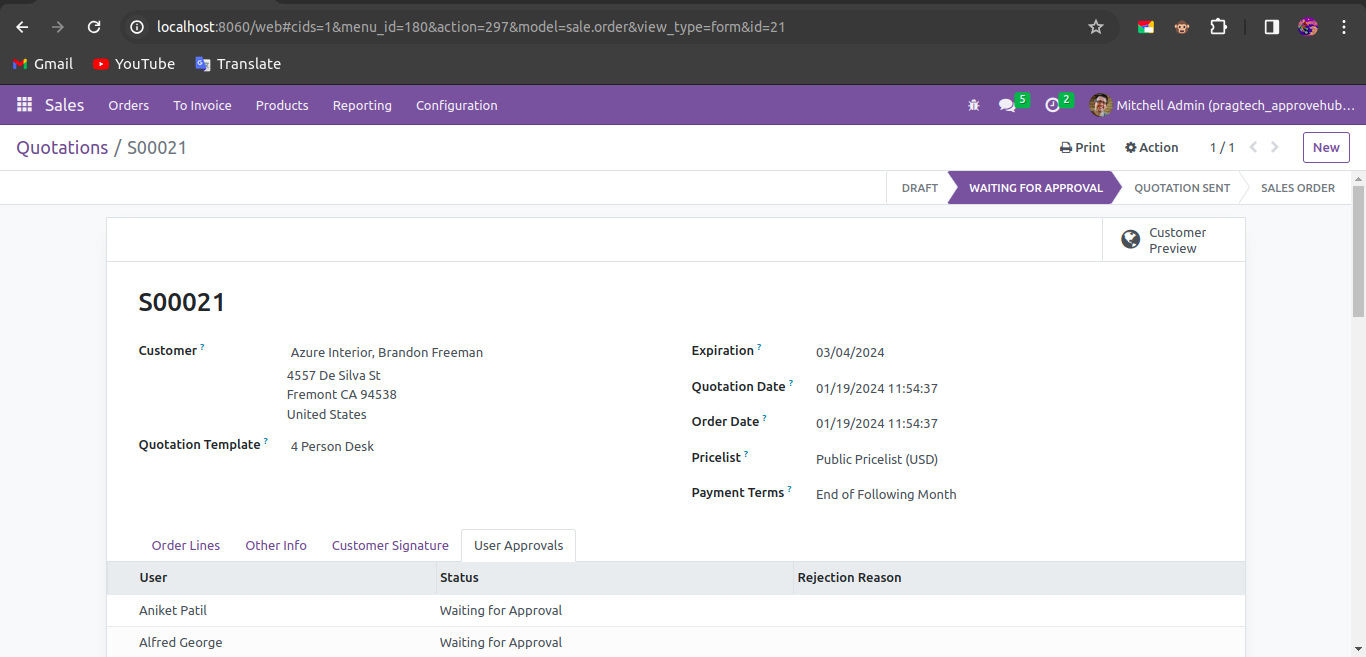 localhost:8060/web#cids=1&menu_id=180&action=297&model=sale.order&view_type=form&id=21
Gmail YouTube Translate
Sales Orders To Invoice Products Reporting Configuration 5 2 Mitchell Admin (pragtech_approvehub...
Quotations / S00021 Print Action 1 / 1 New
DRAFT WAITING FOR APPROVAL QUOTATION SENT SALES ORDER
Customer
Preview
S00021
Customer ? Azure Interior, Brandon Freeman
4557 De Silva St
Fremont CA 94538
United States
Quotation Template ? 4 Person Desk
Expiration ? 03/04/2024
Quotation Date ? 01/19/2024 11:54:37
Order Date ? 01/19/2024 11:54:37
Pricelist ? Public Pricelist (USD)
Payment Terms ? End of Following Month
Order Lines Other Info Customer Signature User Approvals
User Status Rejection Reason
Aniket Patil Waiting for Approval
Alfred George Waiting for Approval